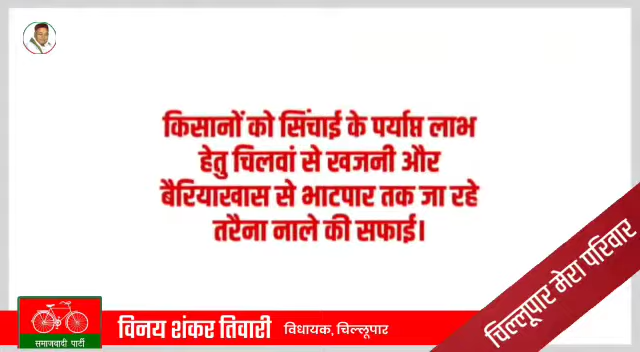 किसानों को सिंचाई के पर्याप्त लाभ
हेतु चिलवां से खजनी और
बैरियाखास से भाटपार तक जा रहे
तरैना नाले की सफाई।
चिल्लूपार मेरा परिवार
विनय शंकर तिवारी विधायक, चिल्लूपार
समाजवादी पार्टी